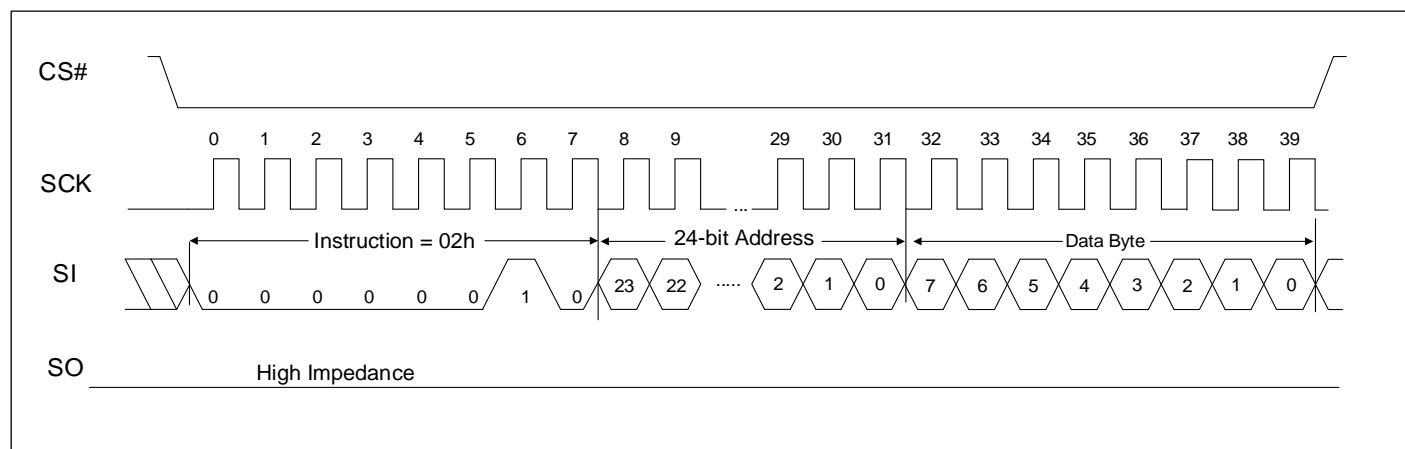 CS#
0 1 2 3 4 5 6 7 8 9 29 30 31 32 33 34 35 36 37 38 39
SCK ...
Instruction = 02h 24-bit Address Data Byte
SI 0 0 0 0 0 0 1 0 23 22 ..... 2 1 0 7 6 5 4 3 2 1 0
SO High Impedance